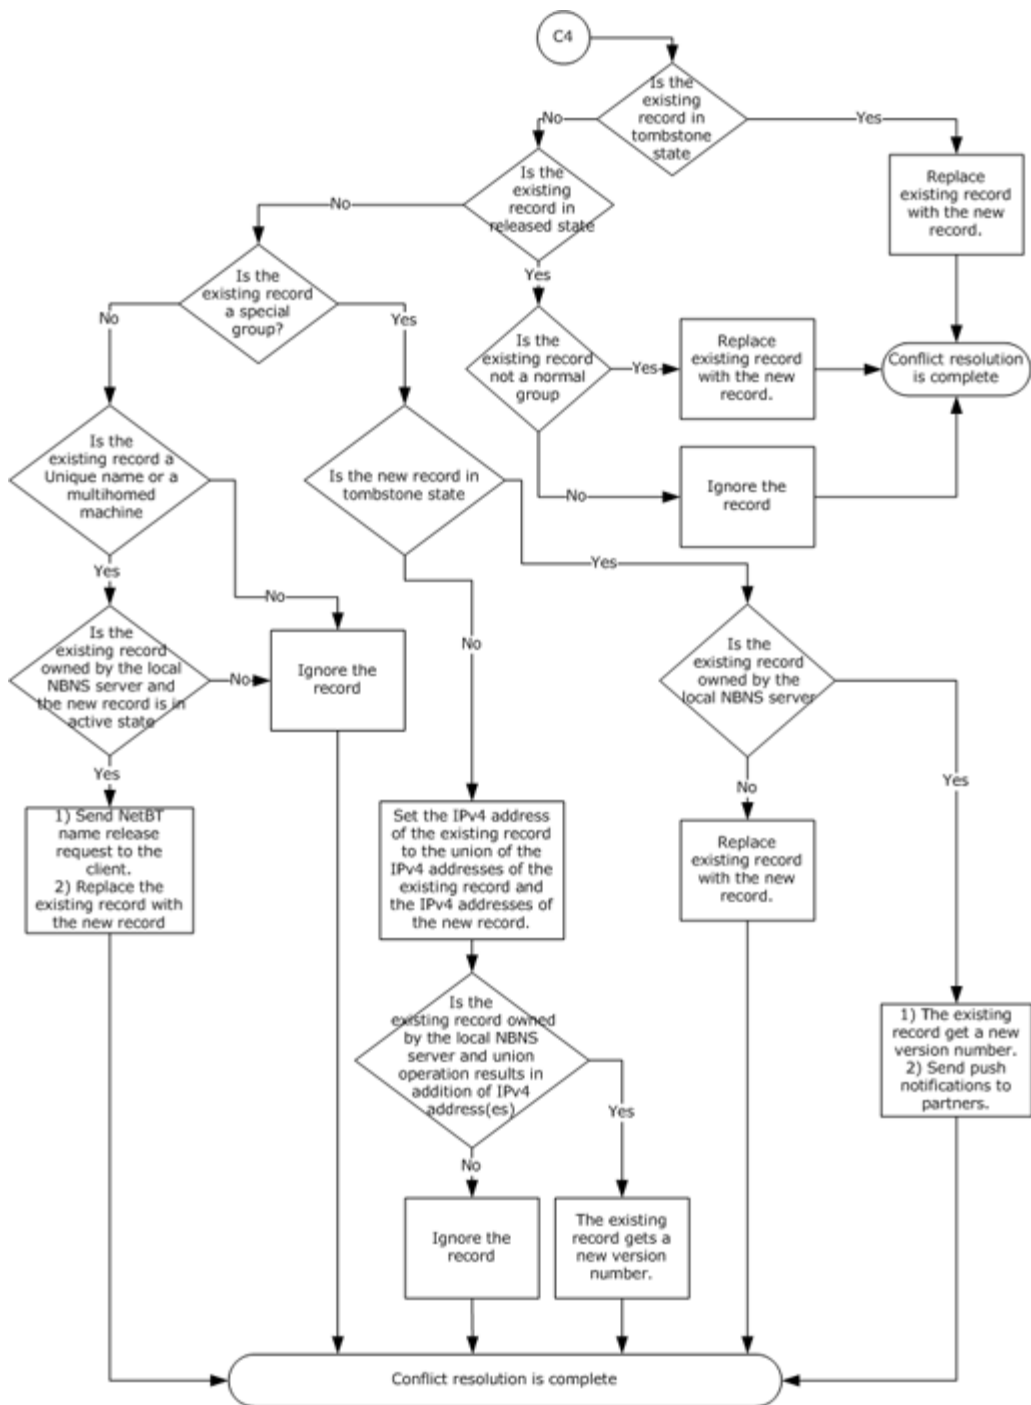 C4
Is the
existing
record in
tombstone
state
No
Yes
Is the
existing
record in
released state
Replace
existing record
with the new
record.
No
Yes
Is the
existing record
a special
group?
No
Yes
Is the
existing record
not a normal
group
Yes
Replace
existing record
with the new
record.
Conflict resolution
is complete
Is the
existing record a
Unique name or a
multihomed
machine
Is the new record in
tombstone state
No
Ignore the
record
Yes
No
Yes
Is the
existing record
owned by the local
NBNS server and
the new record is in
active state
No
Ignore the
record
No
Is the
existing record
owned by the
local NBNS server
Yes
No
Yes
1) Send NetBT
name release
request to the
client.
2) Replace the
existing record with
the new record
Set the IPv4 address
of the existing record
to the union of the
IPv4 addresses of the
existing record and
the IPv4 addresses of
the new record.
Replace
existing record
with the new
record.
Is the
existing record owned
by the local NBNS
server and union
operation results in
addition of IPv4
address(es)
1) The existing
record get a new
version number.
2) Send push
notifications to
partners.
Yes
No
Ignore the
record
The existing
record gets a
new version
number.
Conflict resolution is complete